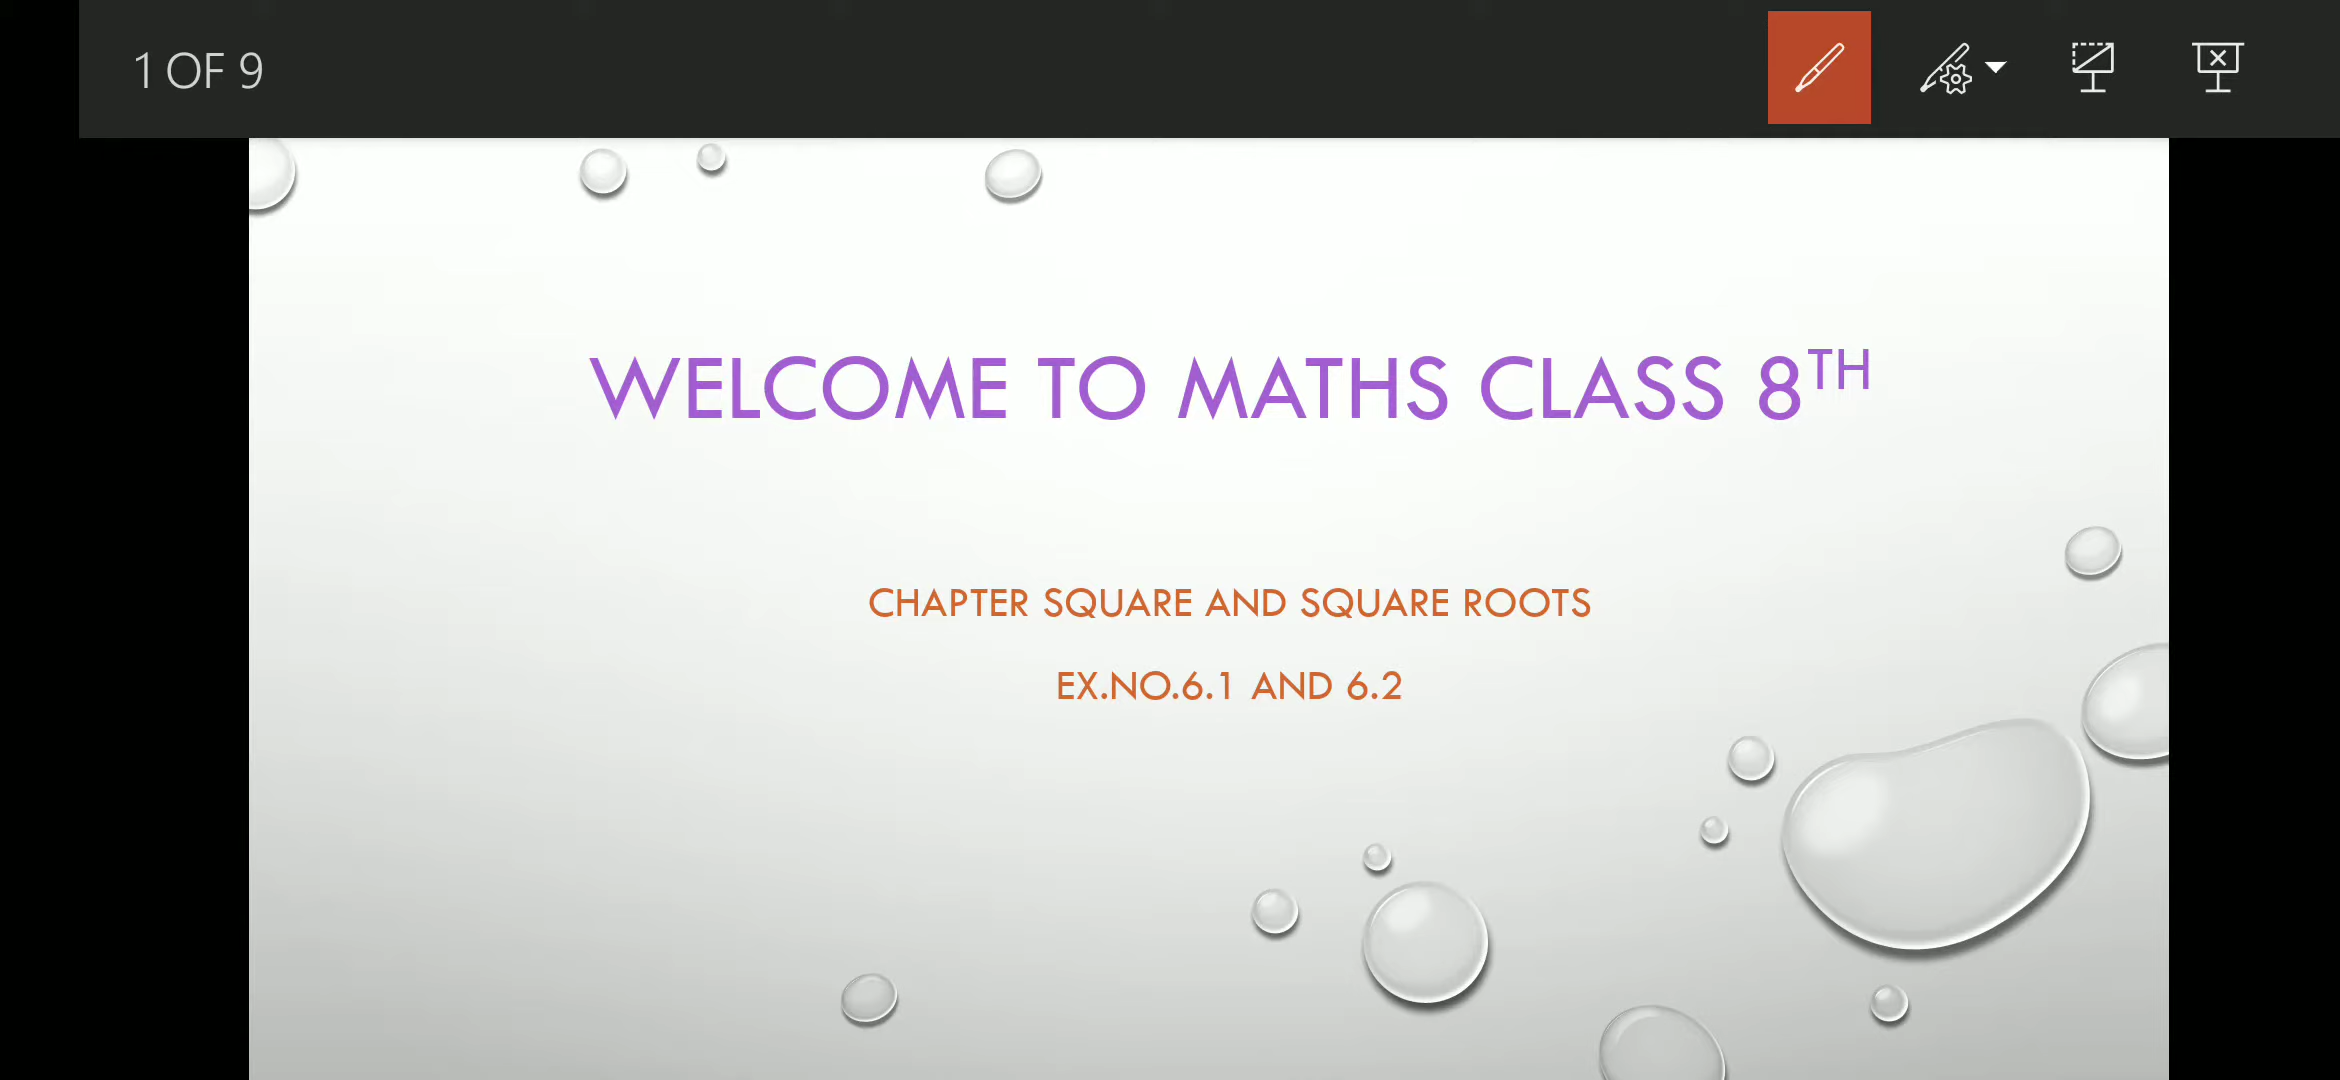 1 OF 9
WELCOME TO MATHS CLASS 8TH
CHAPTER SQUARE AND SQUARE ROOTS
EX.NO.6.1 AND 6.2